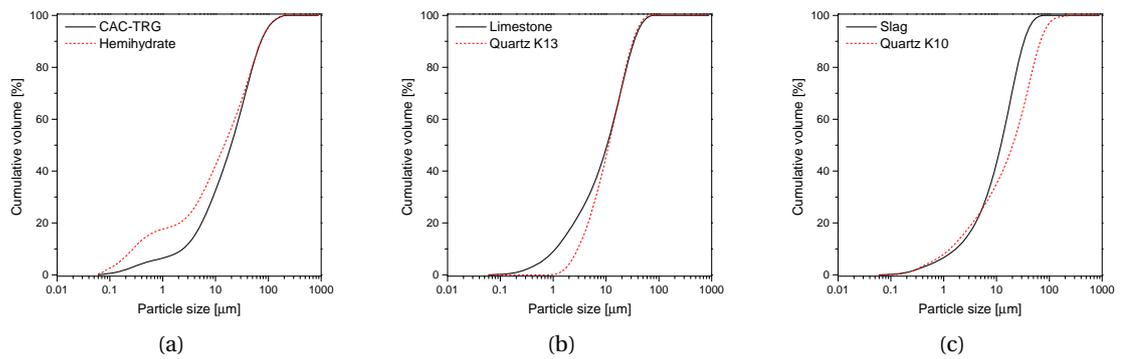 CAC-TRG
Hemihydrate
Cumulative volume [%]
100
80
60
40
20
0
0.01 0.1 1 10 100 1000
Particle size [µm]
(a)
Limestone
Quartz K13
Cumulative volume [%]
100
80
60
40
20
0
0.01 0.1 1 10 100 1000
Particle size [µm]
(b)
Slag
Quartz K10
Cumulative volume [%]
100
80
60
40
20
0
0.01 0.1 1 10 100 1000
Particle size [µm]
(c)